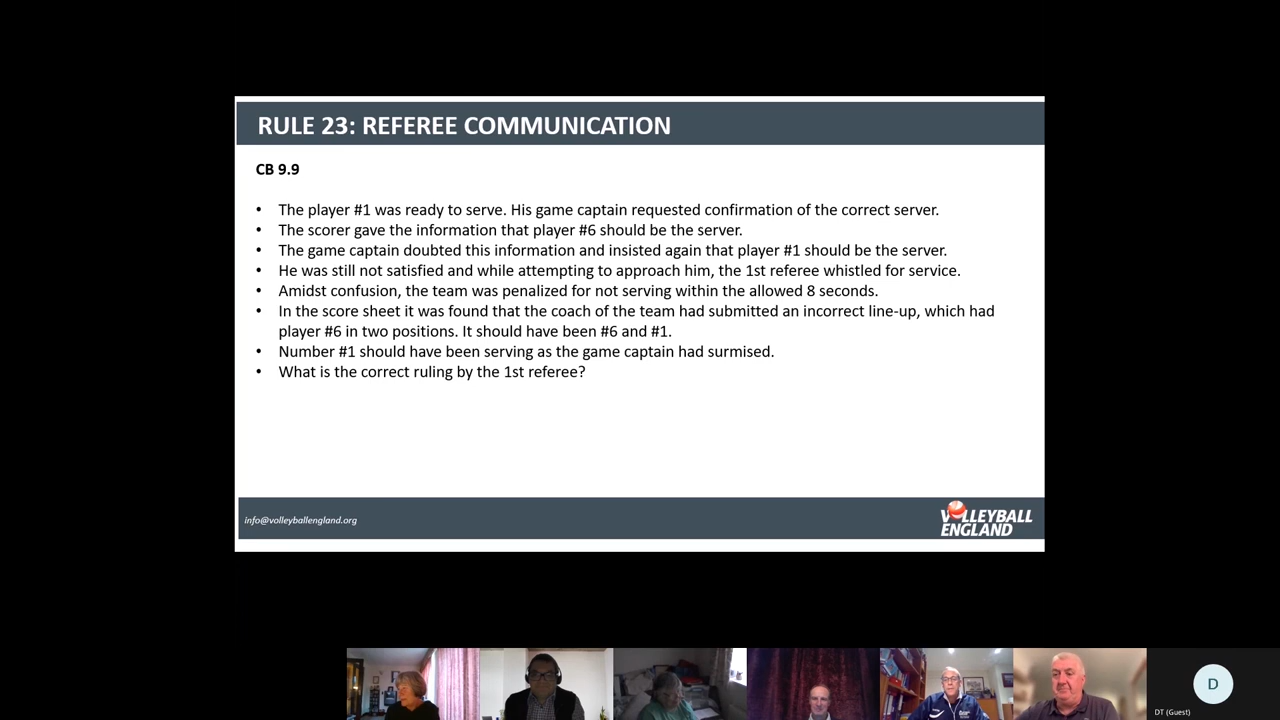 RULE 23: REFEREE COMMUNICATION
CB 9.9
• The player #1 was ready to serve. His game captain requested confirmation of the correct server.
• The scorer gave the information that player #6 should be the server.
• The game captain doubted this information and insisted again that player #1 should be the server.
• He was still not satisfied and while attempting to approach him, the 1st referee whistled for service.
• Amidst confusion, the team was penalized for not serving within the allowed 8 seconds.
• In the score sheet it was found that the coach of the team had submitted an incorrect line-up, which had
player #6 in two positions. It should have been #6 and #1.
• Number #1 should have been serving as the game captain had surmised.
• What is the correct ruling by the 1st referee?
info@volleyballengland.org
VOLLEYBALL
ENGLAND
D
DT (Guest)